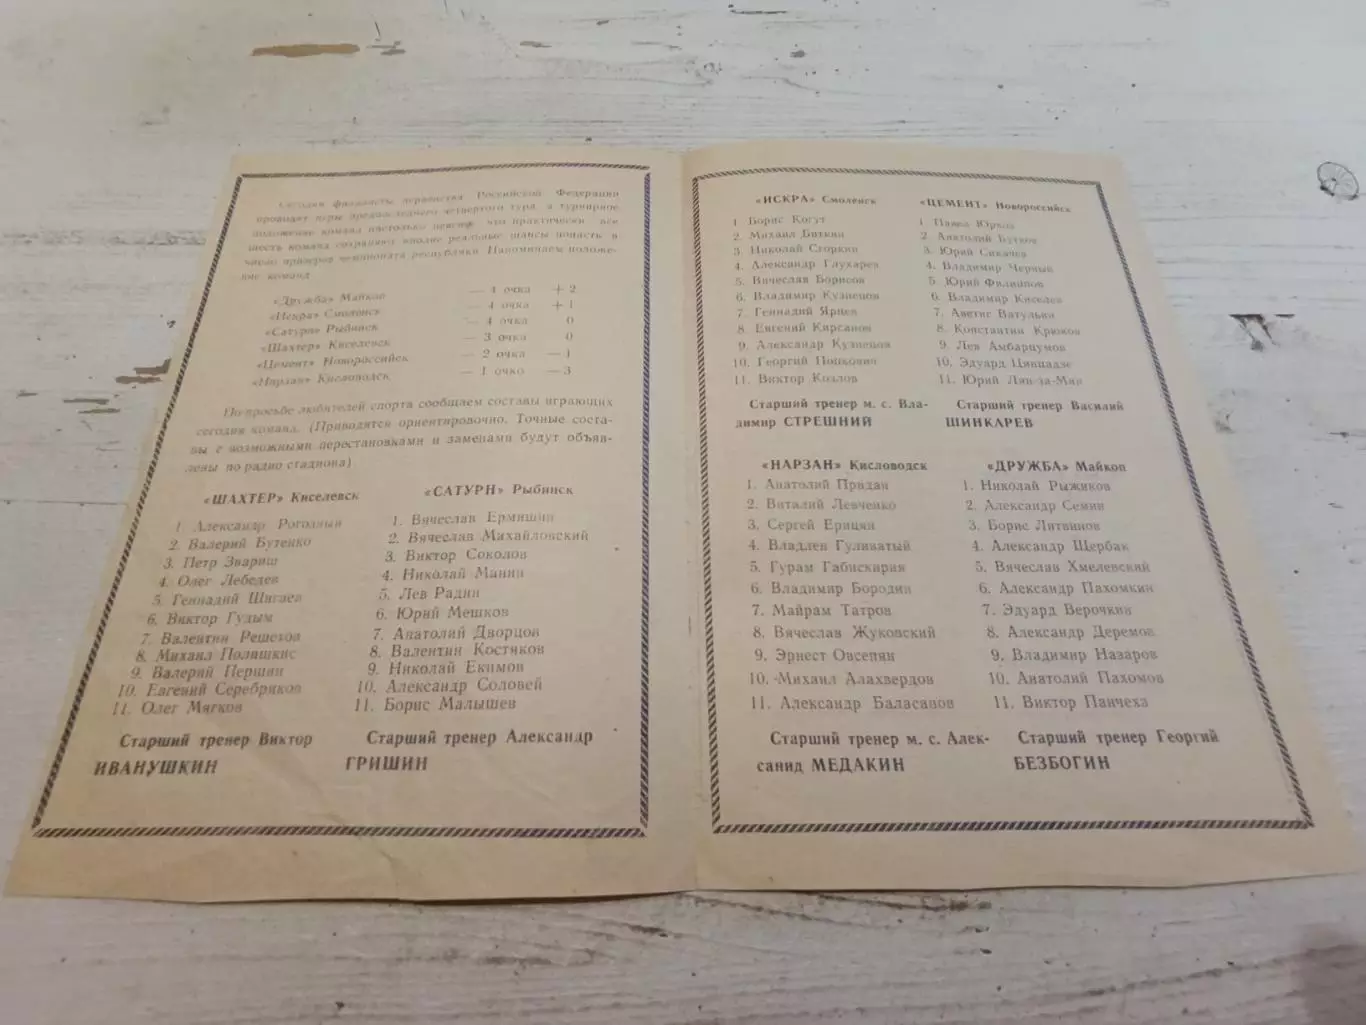 Сегодня финалисты первенства Российской Федерации
проводят игры предпоследнего четвертого тура, а турнирное
положение команд настолько неясно, что практически все
шесть команд сохраняют вполне реальные шансы попасть в
число призеров чемпионата республики. Напоминаем положе-
ние команд
«Дружба» Майкоп — 4 очка + 2
«Искра» Смоленск — 4 очка + 1
«Сатурн» Рыбинск — 4 очка 0
«Шахтер» Киселевск — 3 очка 0
«Цемент» Новороссийск — 2 очка — 1
«Нарзан» Кисловодск — 1 очко — 3
По просьбе любителей спорта сообщаем составы играющих
сегодня команд. (Приводятся ориентировочно. Точные соста-
вы с возможными перестановками и заменами будут объяв-
лены по радио стадиона)
«ШАХТЕР» Киселевск
1 Александр Рогодный
2. Валерий Бутенко
3. Петр Звариш
4. Олег Лебедев
5. Геннадий Шигаев
6. Виктор Гудым
7. Валентин Решетов
8. Михаил Поляшкис
9. Валерий Першин
10. Евгений Серебряков
11. Олег Мягков
Старший тренер Виктор
ИВАНУШКИН
«САТУРН» Рыбинск
1. Вячеслав Ермишин
2. Вячеслав Михайловский
3. Виктор Соколов
4. Николай Манин
5. Лев Радин
6. Юрий Мешков
7. Анатолий Дворцов
8. Валентин Костяков
9. Николай Екимов
10. Александр Соловей
11. Борис Малышев
Старший тренер Александр
ГРИШИН
«ИСКРА» Смоленск
1 Борис Когут
2. Михаил Биткин
3. Николай Сторкин
4. Александр Глухарев
5. Вячеслав Борисов
6. Владимир Кузнецов
7. Геннадий Ярцев
8. Евгений Кирсанов
9. Александр Кузнецов
10. Георгий Попкович
11. Виктор Козлов
Старший тренер м. с. Вла-
димир СТРЕШНИЙ
«ЦЕМЕНТ» Новороссийск
1. Павел Юрков
2. Анатолий Бутков
3. Юрий Сикачев
4. Владимир Черный
5. Юрий Филиппов
6. Владимир Киселев
7. Аветис Ватульян
8. Константин Крюков
9. Лев Амбарцумов
10. Эдуард Цинцадзе
11. Юрий Лян-за-Мин
Старший тренер Василий
ШИНКАРЕВ
«НАРЗАН» Кисловодск
1. Анатолий Придан
2. Виталий Левченко
3. Сергей Ерицян
4. Владлен Гуливатый
5. Гурам Габискирия
6. Владимир Бородин
7. Майрам Татров
8. Вячеслав Жуковский
9. Эрнест Овсепян
10. Михаил Алахвердов
11. Александр Баласанов
Старший тренер м. с. Алек-
санид МЕДАКИН
«ДРУЖБА» Майкоп
1. Николай Рыжиков
2. Александр Семин
3. Борис Литвинов
4. Александр Щербак
5. Вячеслав Хмелевский
6. Александр Пахомкин
7. Эдуард Верочкин
8. Александр Деремов
9. Владимир Назаров
10. Анатолий Пахомов
11. Виктор Панчеха
Старший тренер Георгий
БЕЗБОГИН